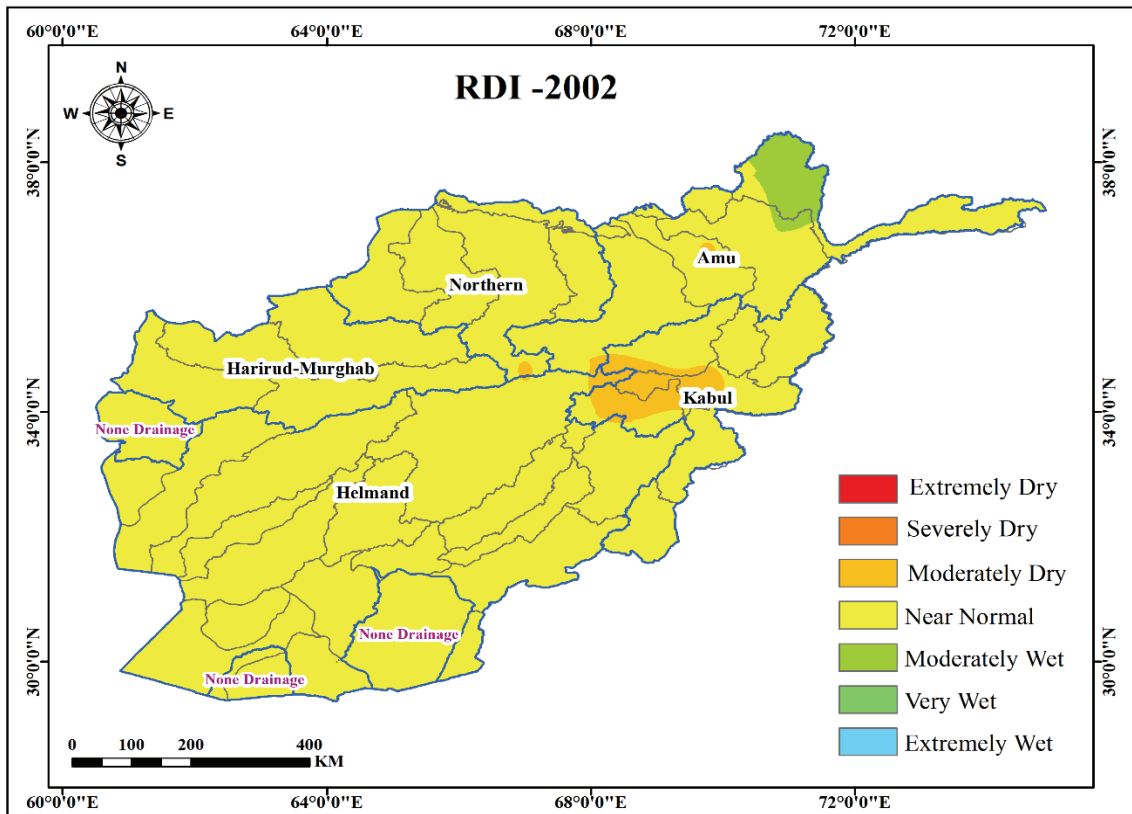 60°0'0"E 64°0'0"E 68°0'0"E 72°0'0"E
RDI -2002
N
W E
S
38°0'0"N 38°0'0"N
Amu
Northern
Harirud-Murghab
Kabul
34°0'0"N 34°0'0"N
None Drainage
Helmand
Extremely Dry
Severely Dry
Moderately Dry
Near Normal
None Drainage
Moderately Wet
30°0'0"N 30°0'0"N
None Drainage
Very Wet
Extremely Wet
0 100 200 400
KM
60°0'0"E 64°0'0"E 68°0'0"E 72°0'0"E